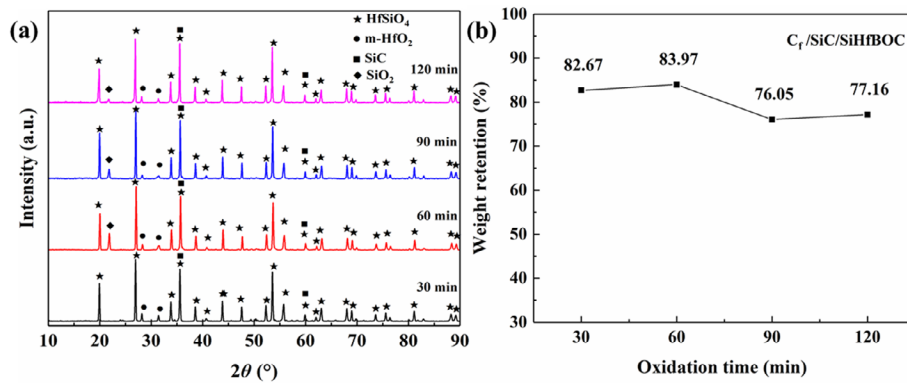 (a)
Intensity (a.u.)
★ HfSiO₄
● m-HfO₂
■ SiC
◆ SiO₂
120 min
90 min
60 min
30 min
10 20 30 40 50 60 70 80 90
2θ (°)
(b)
Weight retention (%)
100
90
80
70
60
50
40
30
C_f /SiC/SiHfBOC
82.67 83.97 76.05 77.16
30 60 90 120
Oxidation time (min)